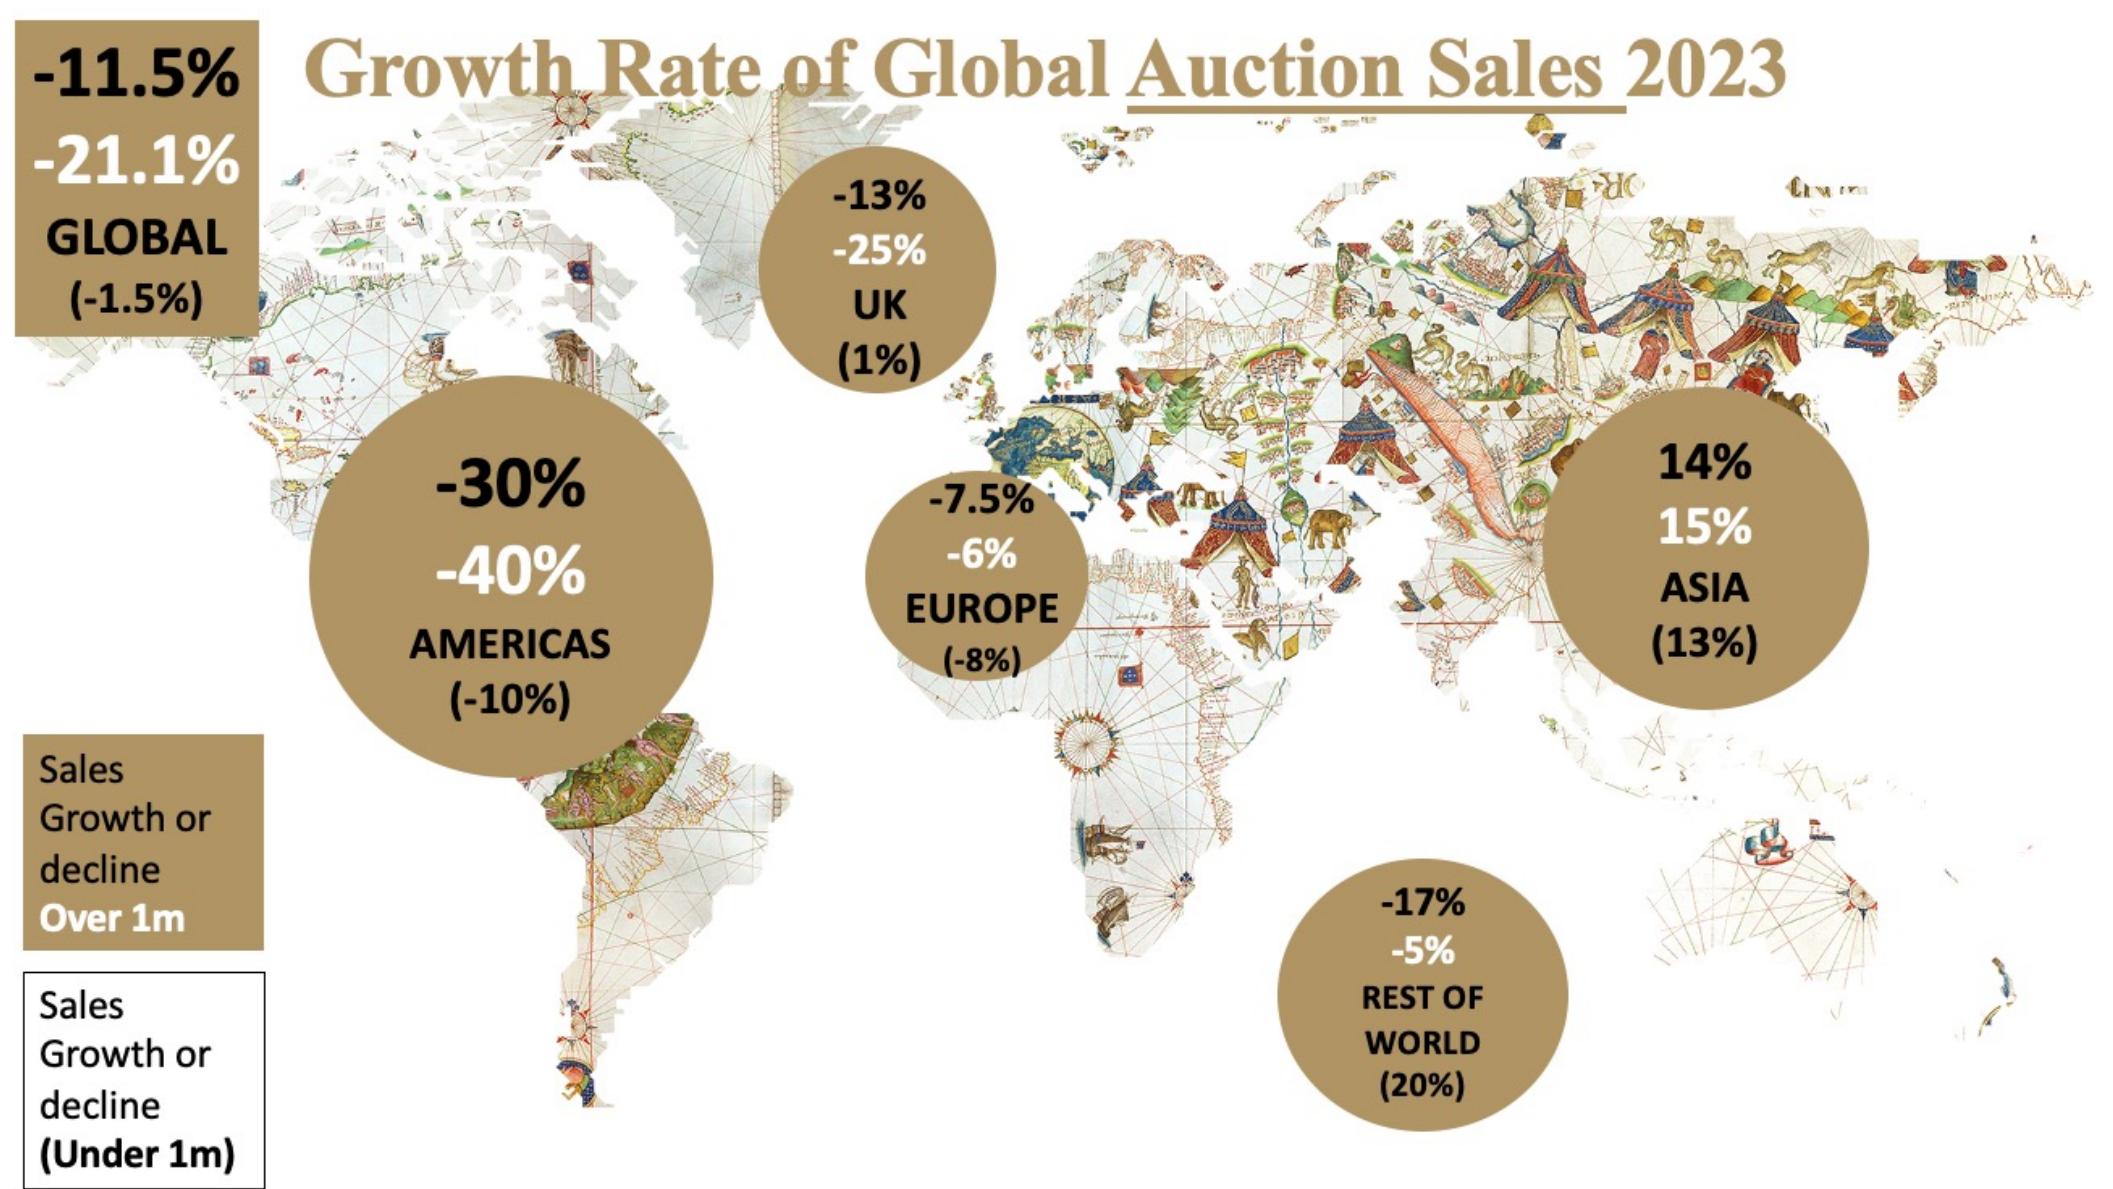 Growth Rate of Global Auction Sales 2023
-11.5%
-21.1%
GLOBAL
(-1.5%)
-13%
-25%
UK
(1%)
-30%
-40%
AMERICAS
(-10%)
-7.5%
-6%
EUROPE
(-8%)
14%
15%
ASIA
(13%)
-17%
-5%
REST OF
WORLD
(20%)
Sales
Growth or
decline
Over 1m
Sales
Growth or
decline
(Under 1m)